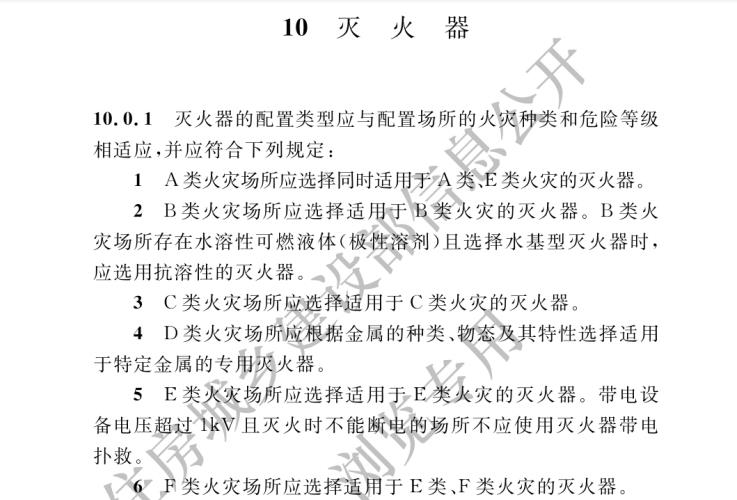 10 灭 火 器
10.0.1 灭火器的配置类型应与配置场所的火灾种类和危险等级
相适应,并应符合下列规定:
1 A类火灾场所应选择同时适用于A类、E类火灾的灭火器。
2 B类火灾场所应选择适用于B类火灾的灭火器。B类火
灾场所存在水溶性可燃液体(极性溶剂)且选择水基型灭火器时,
应选用抗溶性的灭火器。
3 C类火灾场所应选择适用于C类火灾的灭火器。
4 D类火灾场所应根据金属的种类、物态及其特性选择适用
于特定金属的专用灭火器。
5 E类火灾场所应选择适用于E类火灾的灭火器。带电设
备电压超过1kV且灭火时不能断电的场所不应使用灭火器带电
扑救。
6 F类火灾场所应选择适用于E类、F类火灾的灭火器。
住房城乡建设部信息公开
浏览专用